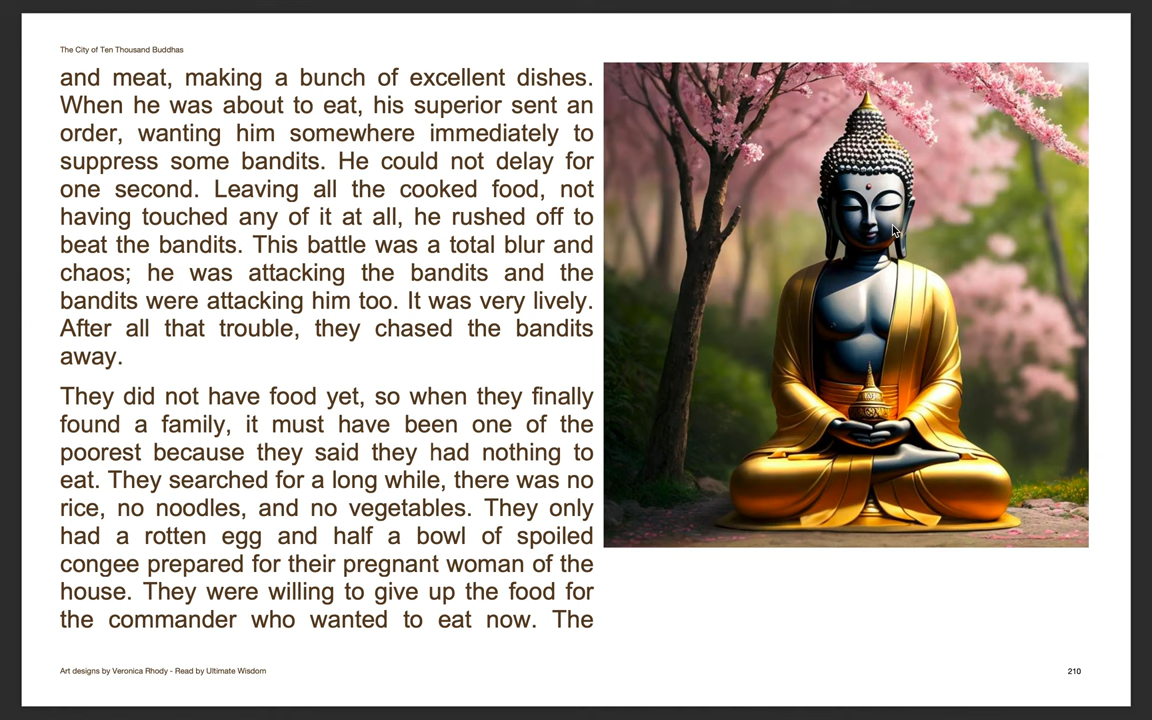 The City of Ten Thousand Buddhas
and meat, making a bunch of excellent dishes.
When he was about to eat, his superior sent an
order, wanting him somewhere immediately to
suppress some bandits. He could not delay for
one second. Leaving all the cooked food, not
having touched any of it at all, he rushed off to
beat the bandits. This battle was a total blur and
chaos; he was attacking the bandits and the
bandits were attacking him too. It was very lively.
After all that trouble, they chased the bandits
away.
They did not have food yet, so when they finally
found a family, it must have been one of the
poorest because they said they had nothing to
eat. They searched for a long while, there was no
rice, no noodles, and no vegetables. They only
had a rotten egg and half a bowl of spoiled
congee prepared for their pregnant woman of the
house. They were willing to give up the food for
the commander who wanted to eat now. The
Art designs by Veronica Rhody - Read by Ultimate Wisdom
210